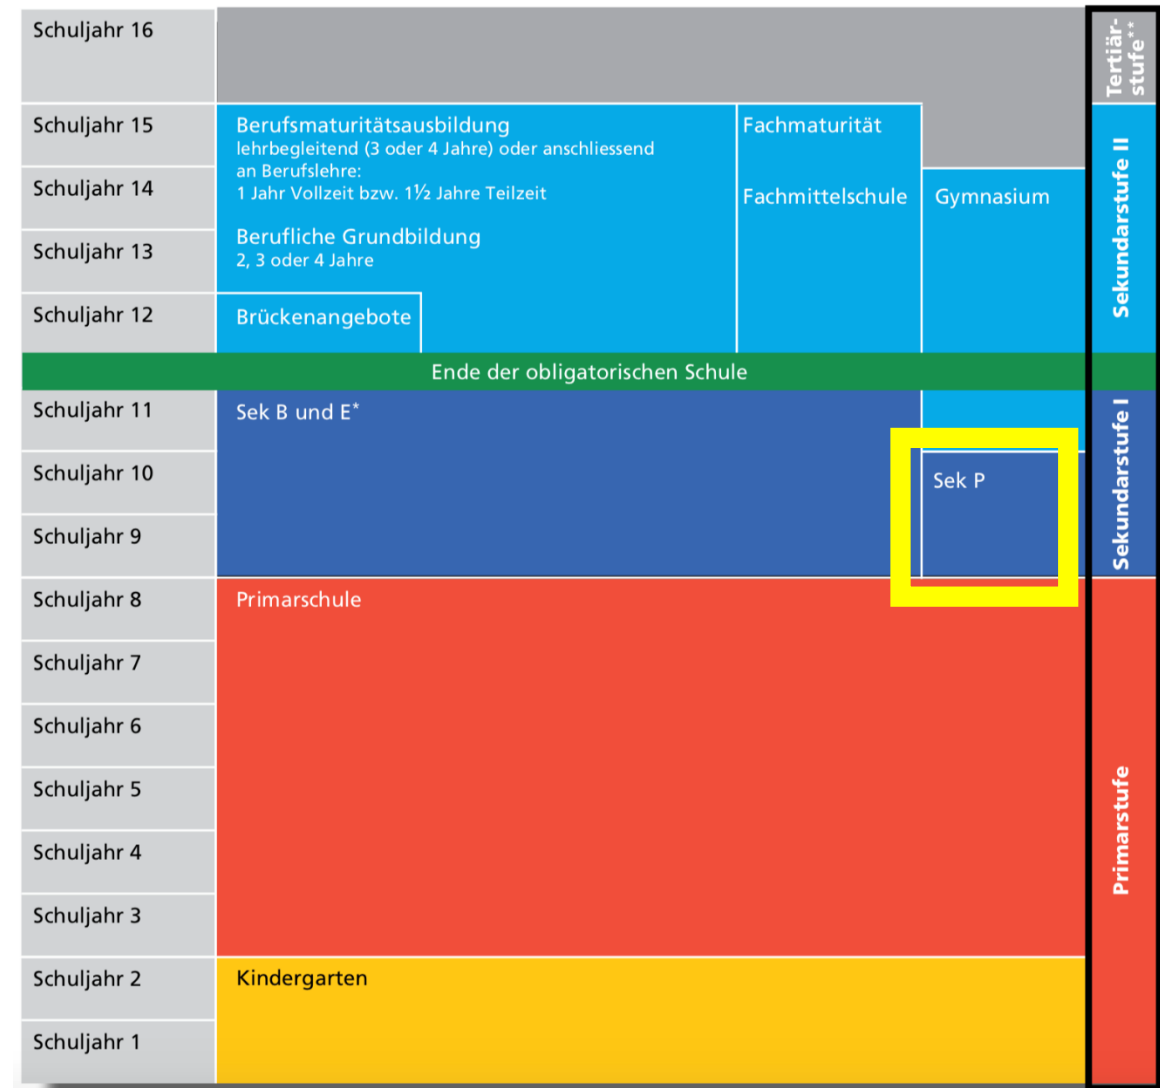 Schuljahr 16
Tertiär-
stufe**
Schuljahr 15
Berufsmaturitätsausbildung
lehrbegleitend (3 oder 4 Jahre) oder anschliessend
an Berufslehre:
1 Jahr Vollzeit bzw. 1½ Jahre Teilzeit
Fachmaturität
Schuljahr 14
Fachmittelschule
Gymnasium
Sekundarstufe II
Schuljahr 13
Berufliche Grundbildung
2, 3 oder 4 Jahre
Schuljahr 12
Brückenangebote
Ende der obligatorischen Schule
Schuljahr 11
Sek B und E*
Schuljahr 10
Sek P
Sekundarstufe I
Schuljahr 9
Schuljahr 8
Primarschule
Schuljahr 7
Schuljahr 6
Schuljahr 5
Schuljahr 4
Primarstufe
Schuljahr 3
Schuljahr 2
Kindergarten
Schuljahr 1